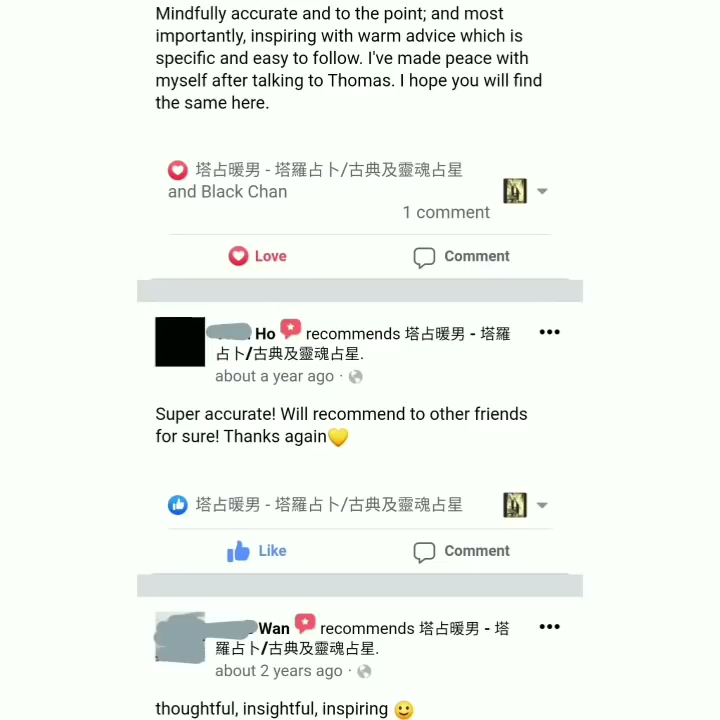 Mindfully accurate and to the point; and most
importantly, inspiring with warm advice which is
specific and easy to follow. I've made peace with
myself after talking to Thomas. I hope you will find
the same here.
塔占暖男 - 塔羅占卜/古典及靈魂占星
and Black Chan
1 comment
Love Comment
Ho recommends 塔占暖男 - 塔羅
占卜/古典及靈魂占星.
about a year ago ·
Super accurate! Will recommend to other friends
for sure! Thanks again💛
塔占暖男 - 塔羅占卜/古典及靈魂占星
Like Comment
Wan recommends 塔占暖男 - 塔
羅占卜/古典及靈魂占星.
about 2 years ago ·
thoughtful, insightful, inspiring 🙂